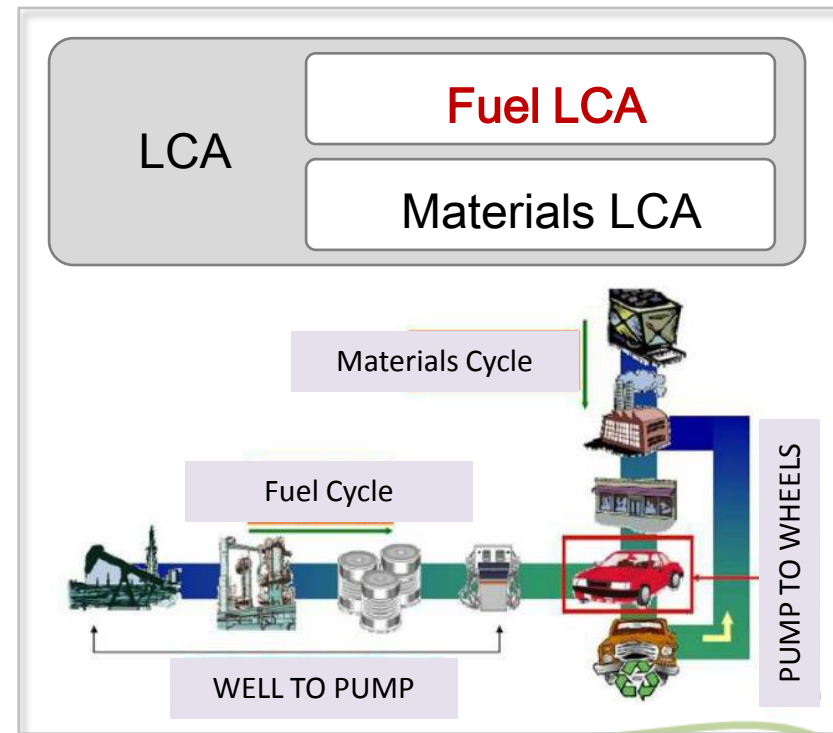 LCA
Fuel LCA
Materials LCA
Materials Cycle
Fuel Cycle
WELL TO PUMP
PUMP TO WHEELS